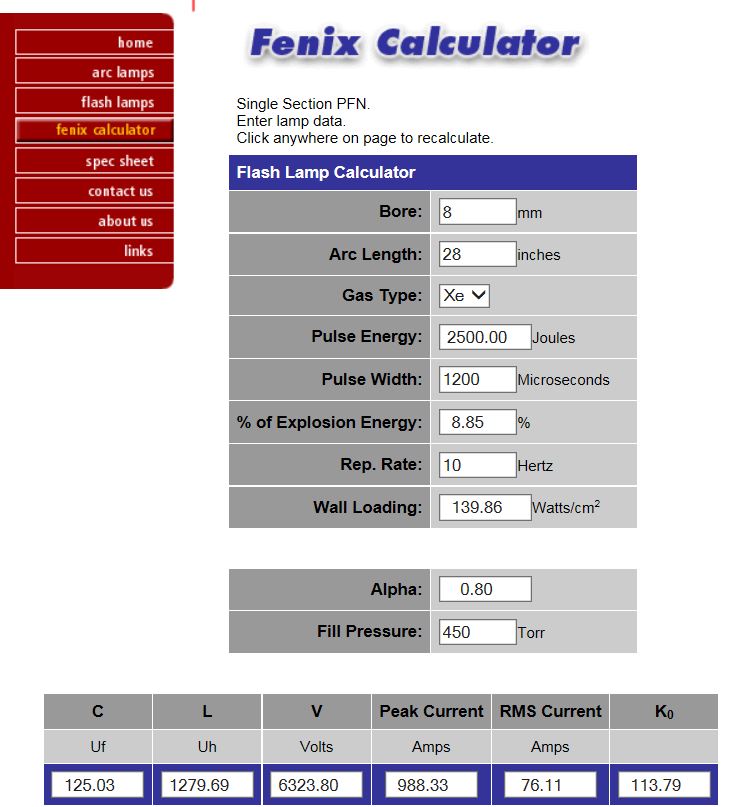 home
arc lamps
flash lamps
fenix calculator
spec sheet
contact us
about us
links
Fenix Calculator
Single Section PFN.
Enter lamp data.
Click anywhere on page to recalculate.
Flash Lamp Calculator
Bore: 8 mm
Arc Length: 28 inches
Gas Type: Xe
Pulse Energy: 2500.00 Joules
Pulse Width: 1200 Microseconds
% of Explosion Energy: 8.85 %
Rep. Rate: 10 Hertz
Wall Loading: 139.86 Watts/cm²
Alpha: 0.80
Fill Pressure: 450 Torr
C L V Peak Current RMS Current K₀
Uf Uh Volts Amps Amps
125.03 1279.69 6323.80 988.33 76.11 113.79